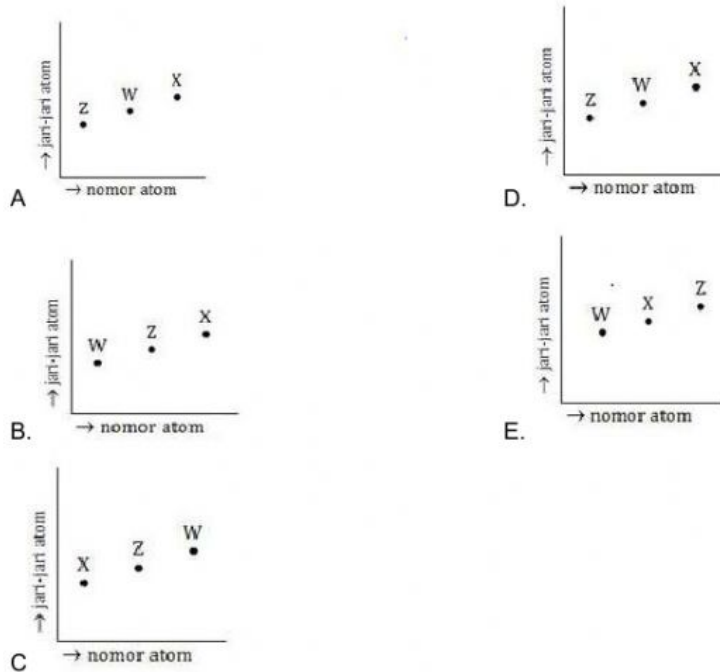 → jari-jari atom
Z
W
X
→ nomor atom
A
→ jari-jari atom
W
Z
X
→ nomor atom
B.
→ jari-jari atom
X
Z
W
→ nomor atom
C
→ jari-jari atom
Z
W
X
→ nomor atom
D.
→ jari-jari atom
W
X
Z
→ nomor atom
E.